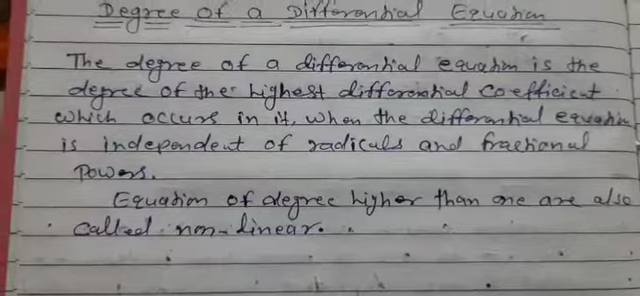 Degree of a Differential Equation
The degree of a differential equation is the
degree of the highest differential coefficient
which occurs in it, when the differential equation
is independent of radicals and fractional
powers.
Equation of degree higher than one are also
called non-linear.